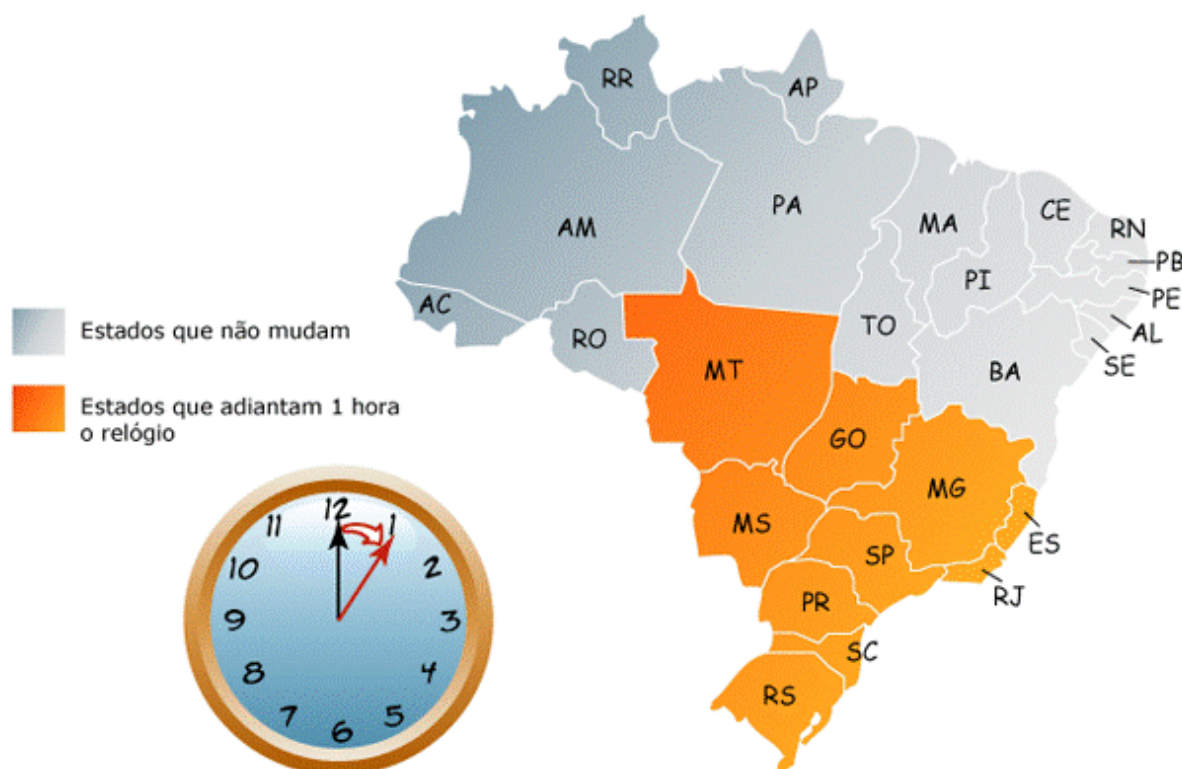 RR
AP
AM
PA
MA
CE
RN
PB
PI
PE
AC
AL
RO
TO
SE
Estados que não mudam
MT
BA
Estados que adiantam 1 hora
o relógio
GO
MG
MS
ES
SP
RJ
PR
SC
RS
12
11
1
10
2
9
3
8
4
7
5
6